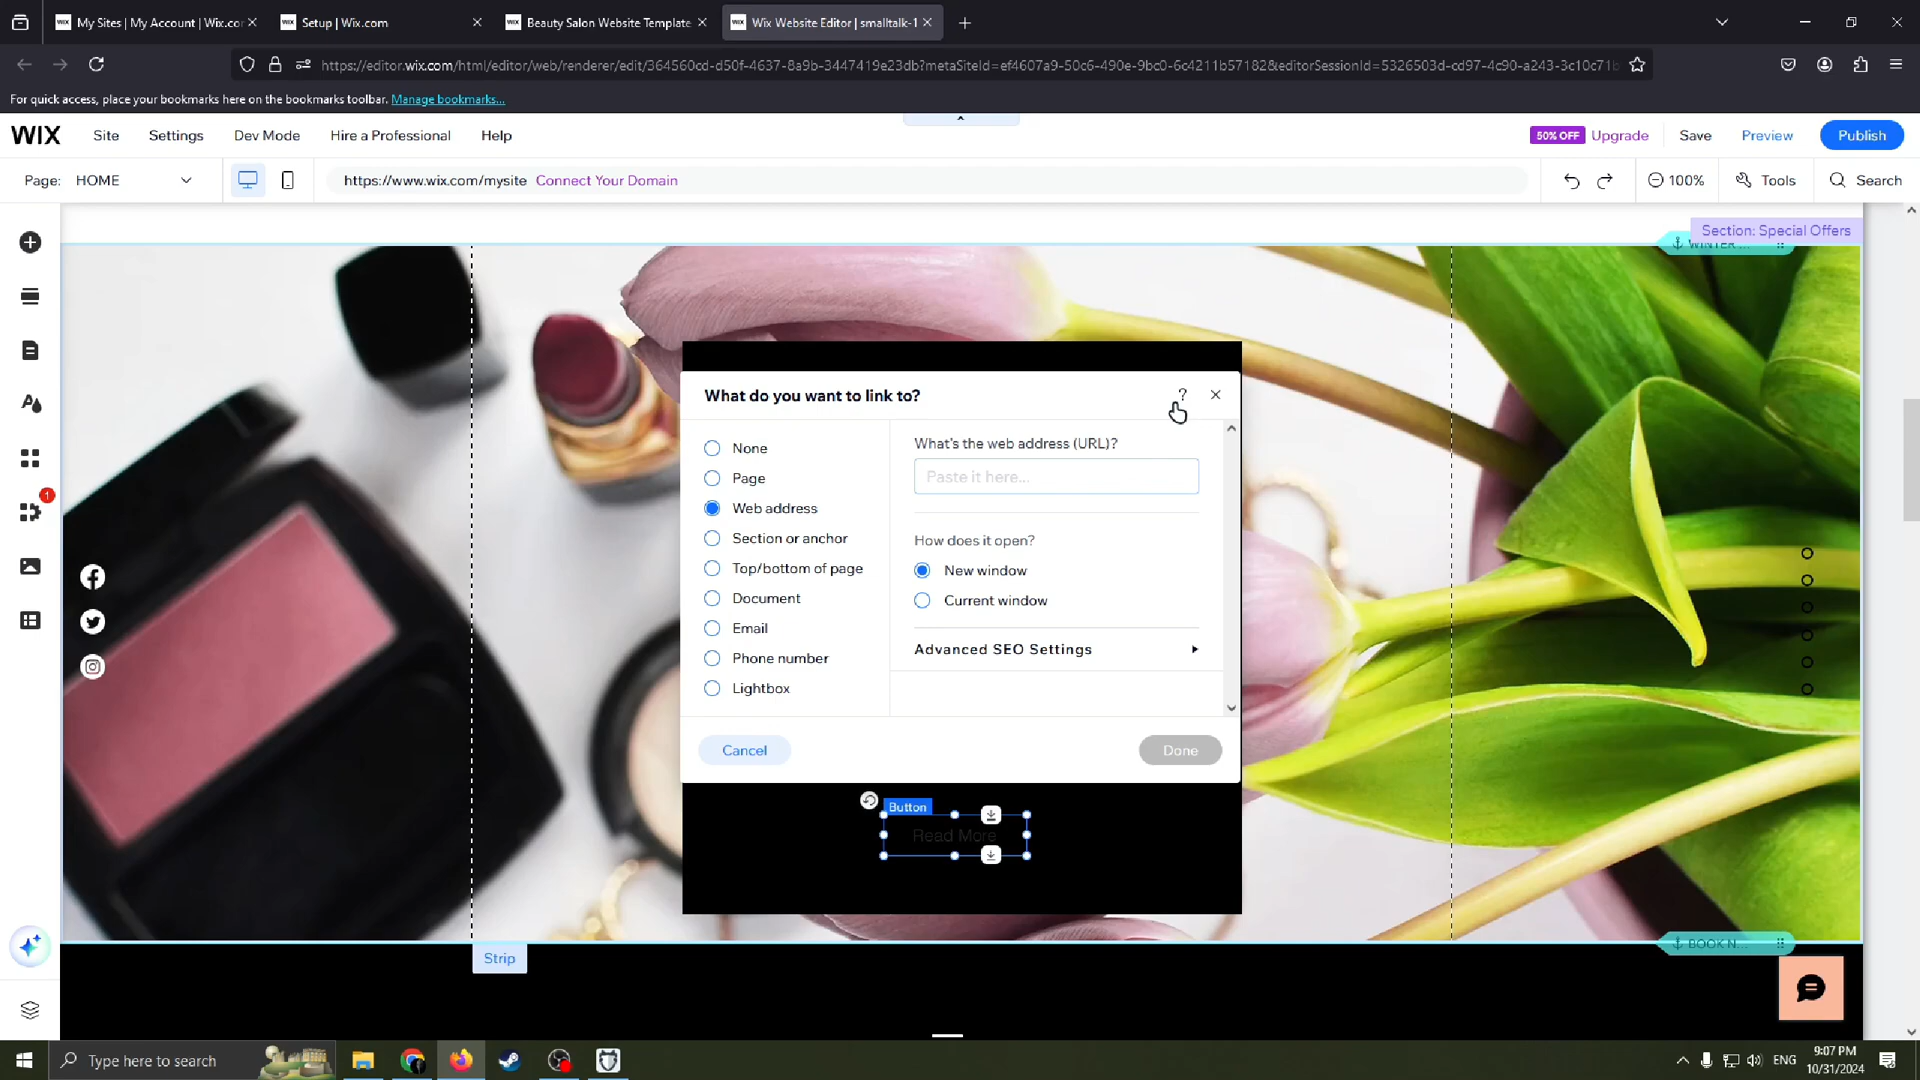 My Sites | My Account | Wix.cor
Setup | Wix.com
Beauty Salon Website Template
Wix Website Editor | smalltalk-1
https://editor.wix.com/html/editor/web/renderer/edit/364560cd-d50f-4637-8a9b-3447419e23db?metaSiteId=ef4607a9-50c6-490e-9bc0-6c4211b57182&editorSessionId=5326503d-cd97-4c90-a243-3c10c71b
For quick access, place your bookmarks here on the bookmarks toolbar. Manage bookmarks...
WIX Site Settings Dev Mode Hire a Professional Help
50% OFF Upgrade Save Preview Publish
Page: HOME
https://www.wix.com/mysite Connect Your Domain
100% Tools Search
Section: Special Offers
WINTER ...
What do you want to link to? ?
None
Page
Web address
Section or anchor
Top/bottom of page
Document
Email
Phone number
Lightbox
What's the web address (URL)?
Paste it here...
How does it open?
New window
Current window
Advanced SEO Settings
Cancel
Done
Button
Read More
1
BOOK N...
Strip
Type here to search
ENG
9:07 PM
10/31/2024